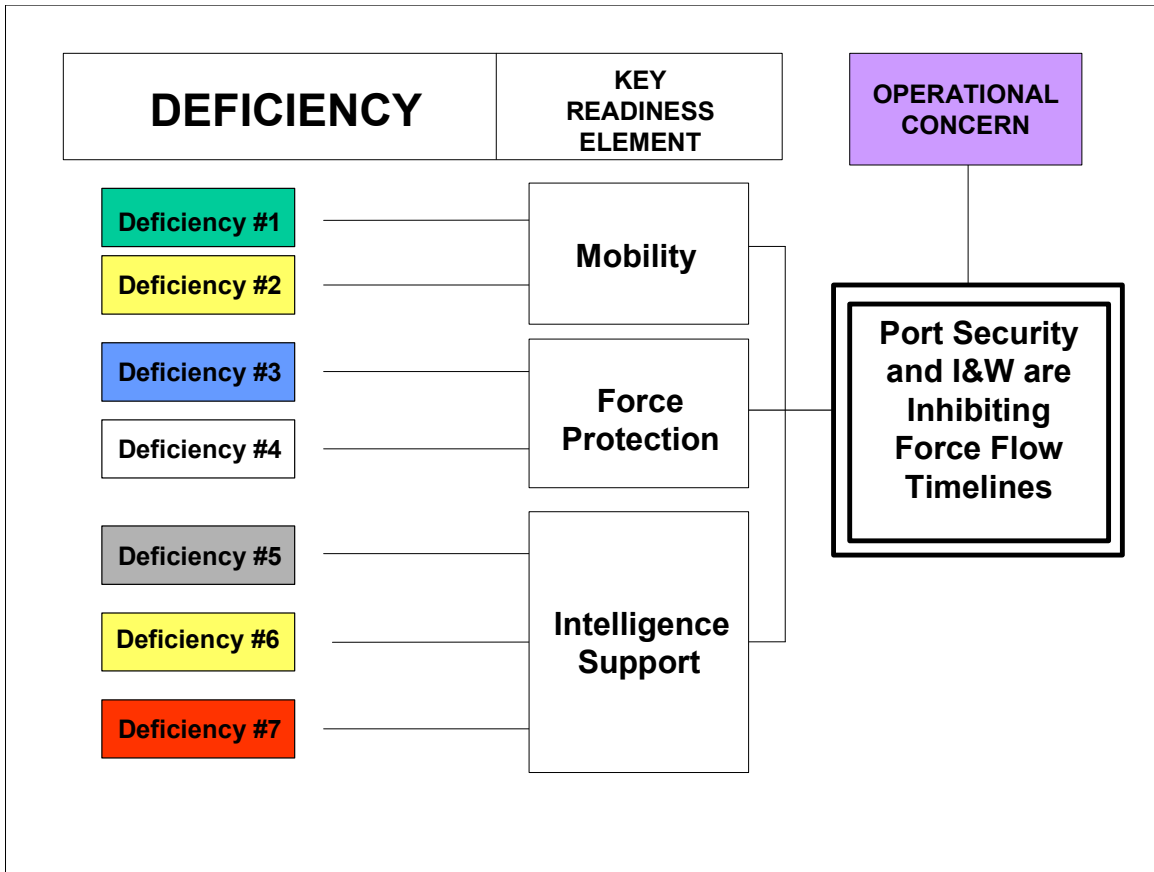 DEFICIENCY
KEY
READINESS
ELEMENT
OPERATIONAL
CONCERN
Deficiency #1
Deficiency #2
Deficiency #3
Deficiency #4
Deficiency #5
Deficiency #6
Deficiency #7
Mobility
Force
Protection
Intelligence
Support
Port Security
and I&W are
Inhibiting
Force Flow
Timelines